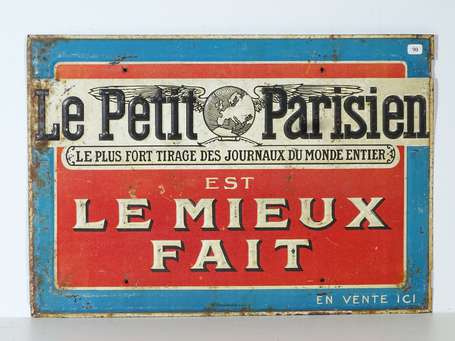 90
Le Petit Parisien
LE PLUS FORT TIRAGE DES JOURNAUX DU MONDE ENTIER
EST
LE MIEUX
FAIT
EN VENTE ICI